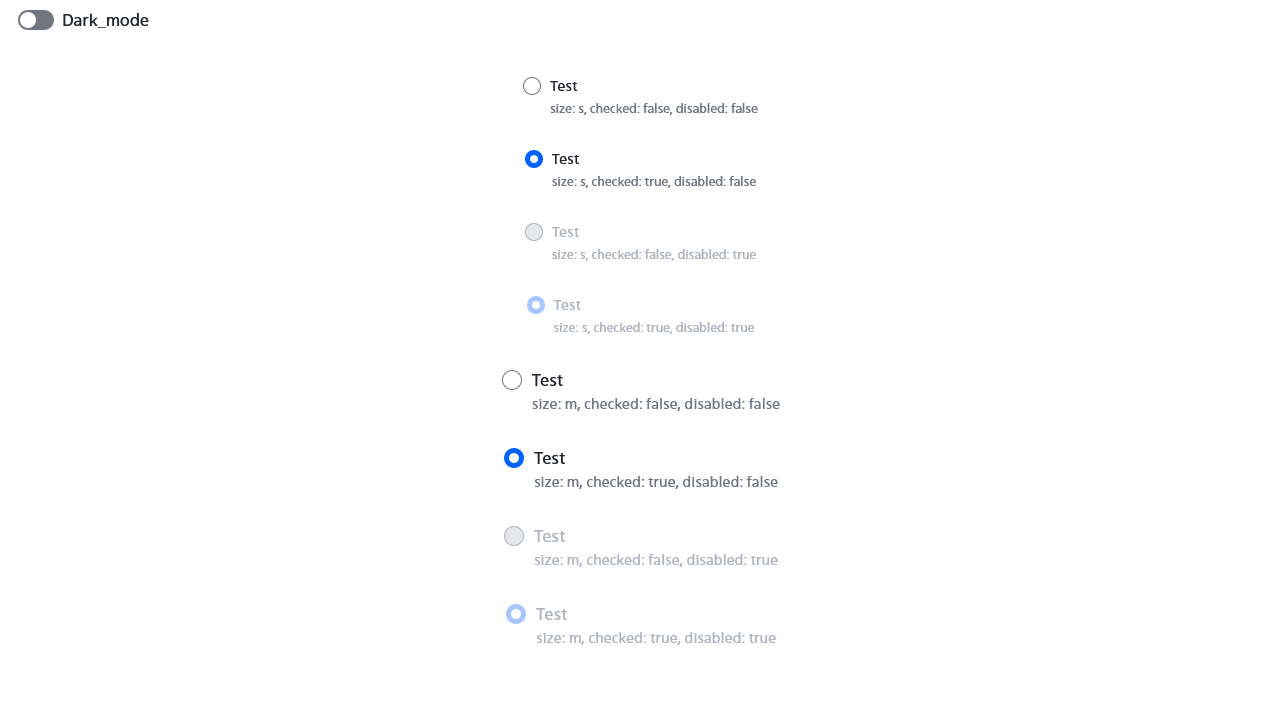 Dark_mode
Test
size: s, checked: false, disabled: false
Test
size: s, checked: true, disabled: false
Test
size: s, checked: false, disabled: true
Test
size: s, checked: true, disabled: true
Test
size: m, checked: false, disabled: false
Test
size: m, checked: true, disabled: false
Test
size: m, checked: false, disabled: true
Test
size: m, checked: true, disabled: true